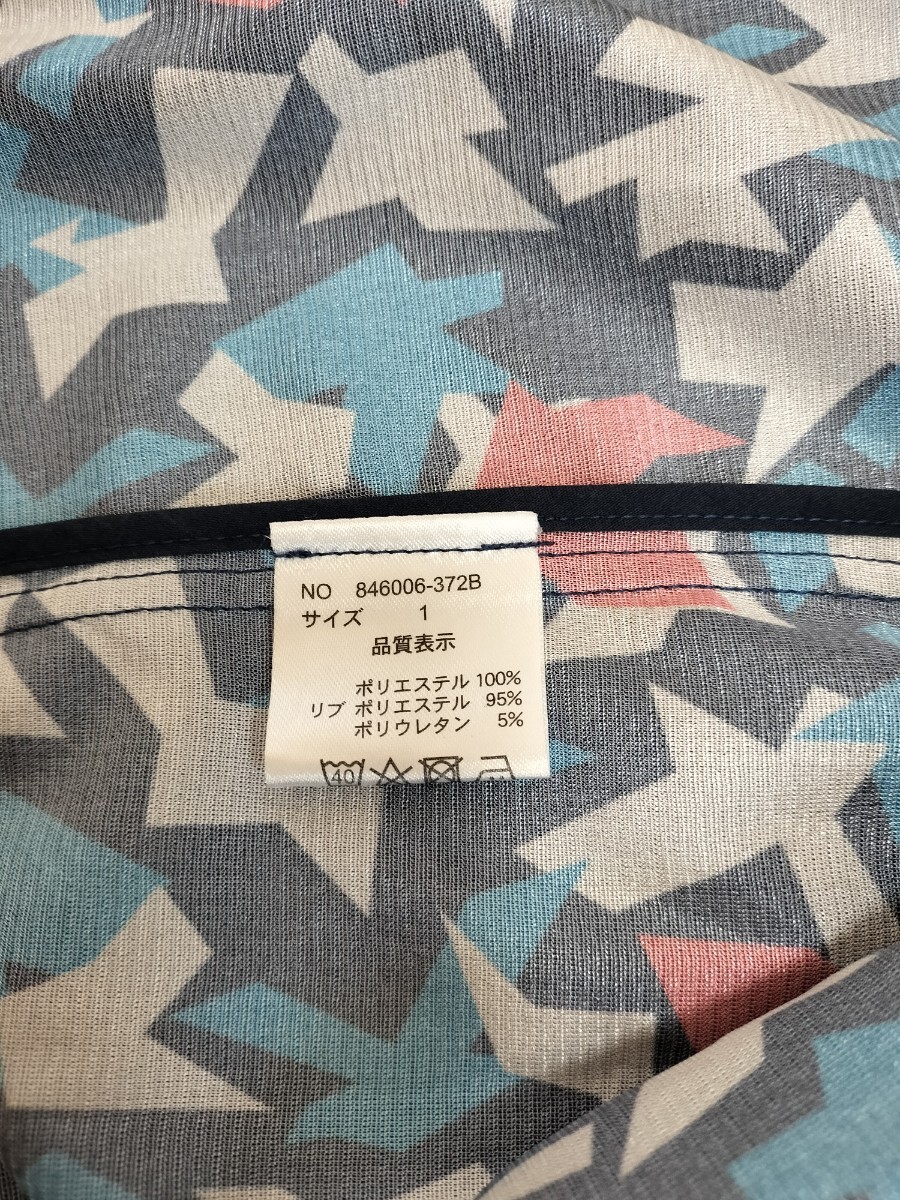 NO 846006-372B
サイズ 1
品質表示
ポリエステル 100%
リブ ポリエステル 95%
ポリウレタン 5%
40